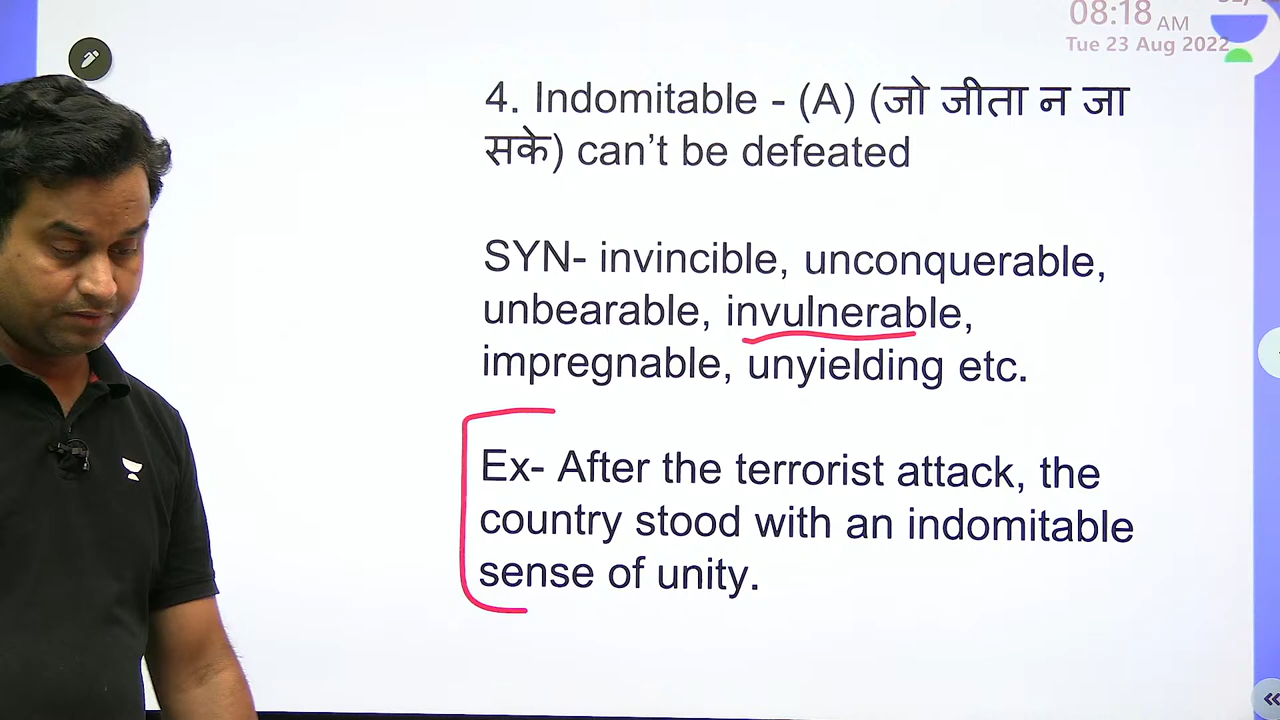 08:18 AM
Tue 23 Aug 2022
4. Indomitable - (A) (जो जीता न जा
सके) can’t be defeated
SYN- invincible, unconquerable,
unbearable, invulnerable,
impregnable, unyielding etc.
Ex- After the terrorist attack, the
country stood with an indomitable
sense of unity.